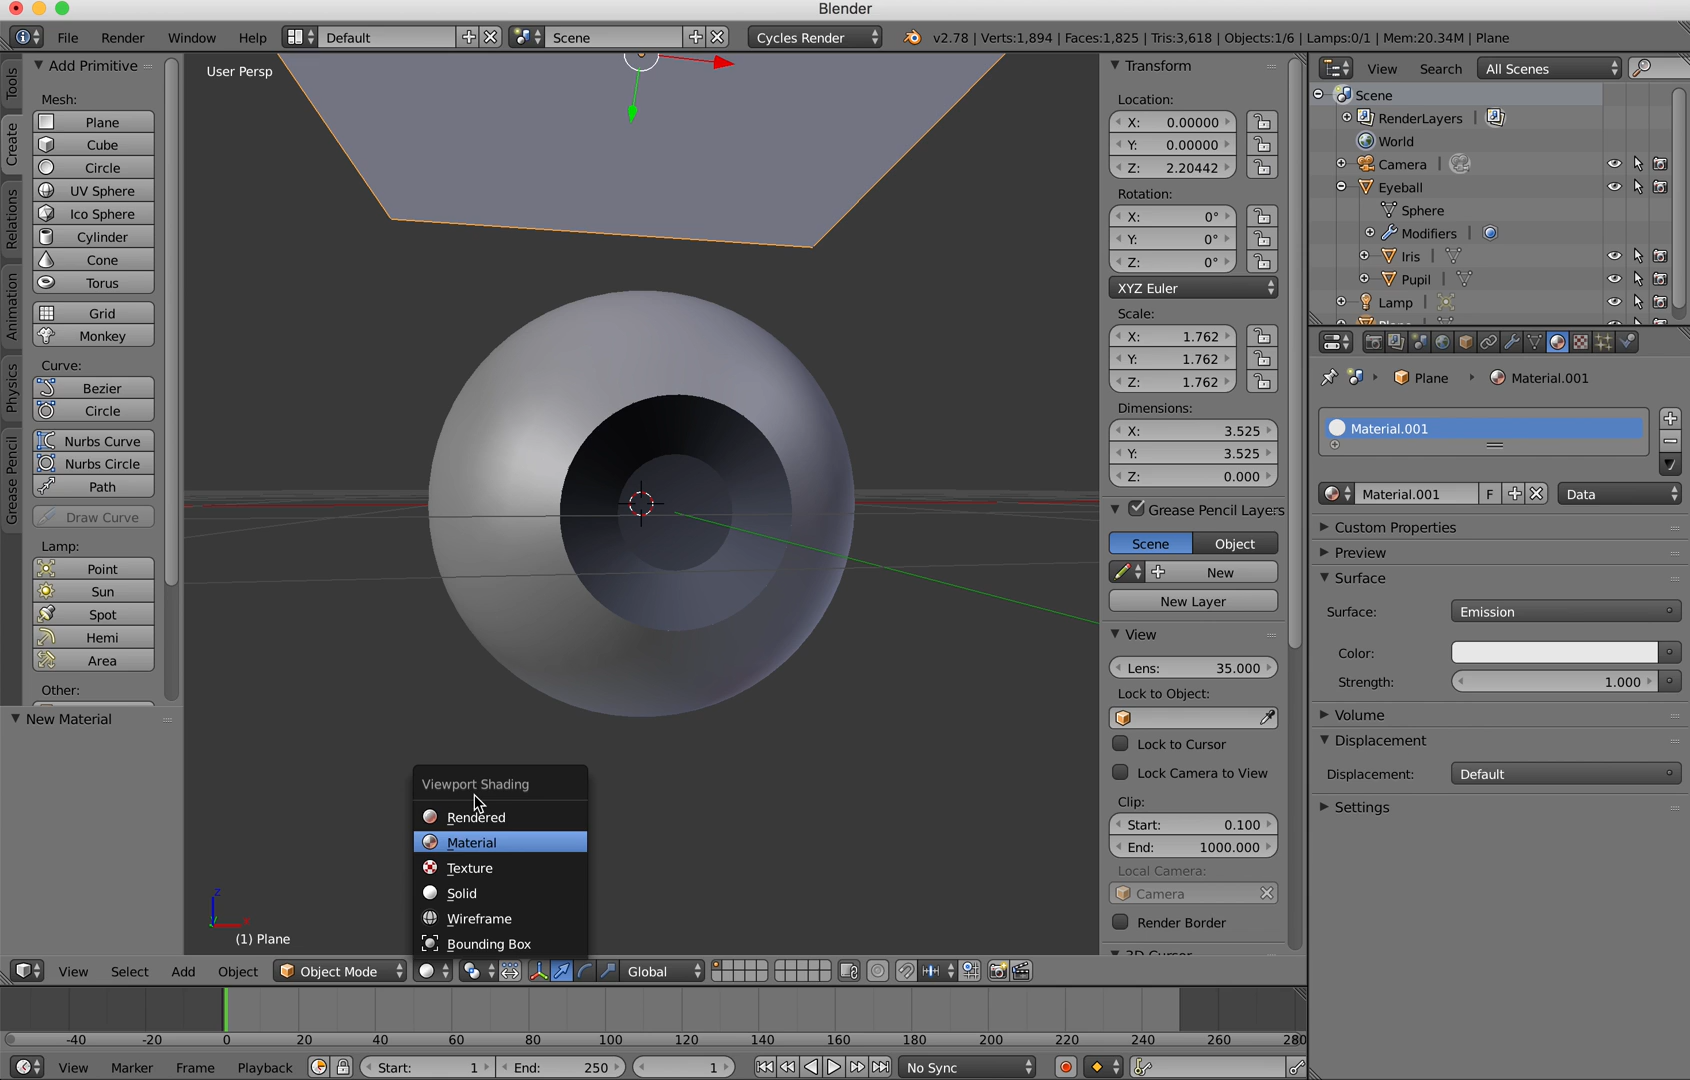 Blender
File Render Window Help Default Scene Cycles Render v2.78 | Verts:1,894 | Faces:1,825 | Tris:3,618 | Objects:1/6 | Lamps:0/1 | Mem:20.34M | Plane
Tools
Create
Relations
Animation
Physics
Grease Pencil
Add Primitive
Mesh:
Plane
Cube
Circle
UV Sphere
Ico Sphere
Cylinder
Cone
Torus
Grid
Monkey
Curve:
Bezier
Circle
Nurbs Curve
Nurbs Circle
Path
Draw Curve
Lamp:
Point
Sun
Spot
Hemi
Area
Other:
New Material
User Persp
Viewport Shading
Rendered
Material
Texture
Solid
Wireframe
Bounding Box
z
x
(1) Plane
Transform
Location:
X: 0.00000
Y: 0.00000
Z: 2.20442
Rotation:
X: 0°
Y: 0°
Z: 0°
XYZ Euler
Scale:
X: 1.762
Y: 1.762
Z: 1.762
Dimensions:
X: 3.525
Y: 3.525
Z: 0.000
Grease Pencil Layers
Scene Object
New
New Layer
View
Lens: 35.000
Lock to Object:
Lock to Cursor
Lock Camera to View
Clip:
Start: 0.100
End: 1000.000
Local Camera:
Camera
Render Border
3D Cursor
View Search All Scenes
Scene
RenderLayers
World
Camera
Eyeball
Sphere
Modifiers
Iris
Pupil
Lamp
Plane
Plane Material.001
Material.001
Material.001 F Data
Custom Properties
Preview
Surface
Surface: Emission
Color:
Strength: 1.000
Volume
Displacement
Displacement: Default
Settings
View Select Add Object Object Mode Global
-40 -20 0 20 40 60 80 100 120 140 160 180 200 220 240 260 280
View Marker Frame Playback Start: 1 End: 250 1 No Sync